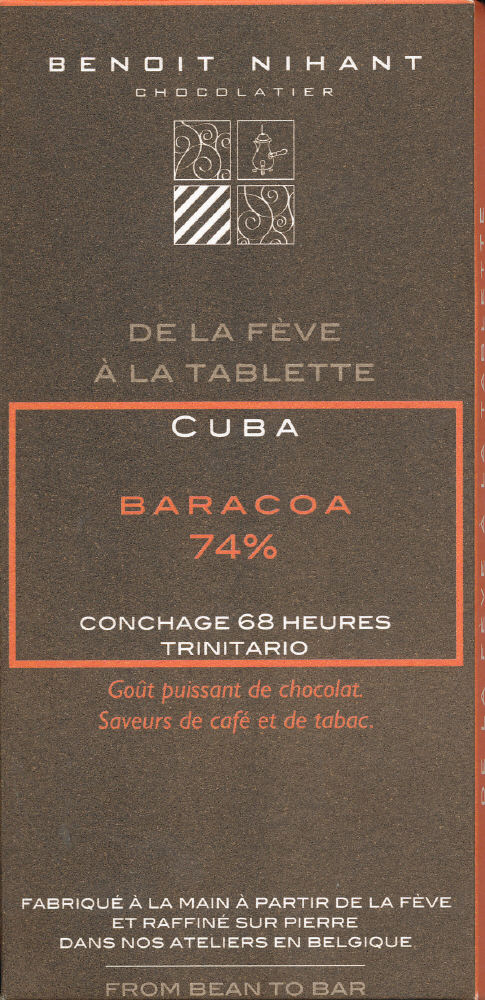 BENOIT NIHANT
CHOCOLATIER
DE LA FÈVE
À LA TABLETTE
CUBA
BARACOA
74%
CONCHAGE 68 HEURES
TRINITARIO
Goût puissant de chocolat.
Saveurs de café et de tabac.
FABRIQUÉ À LA MAIN À PARTIR DE LA FÈVE
ET RAFFINÉ SUR PIERRE
DANS NOS ATELIERS EN BELGIQUE
FROM BEAN TO BAR